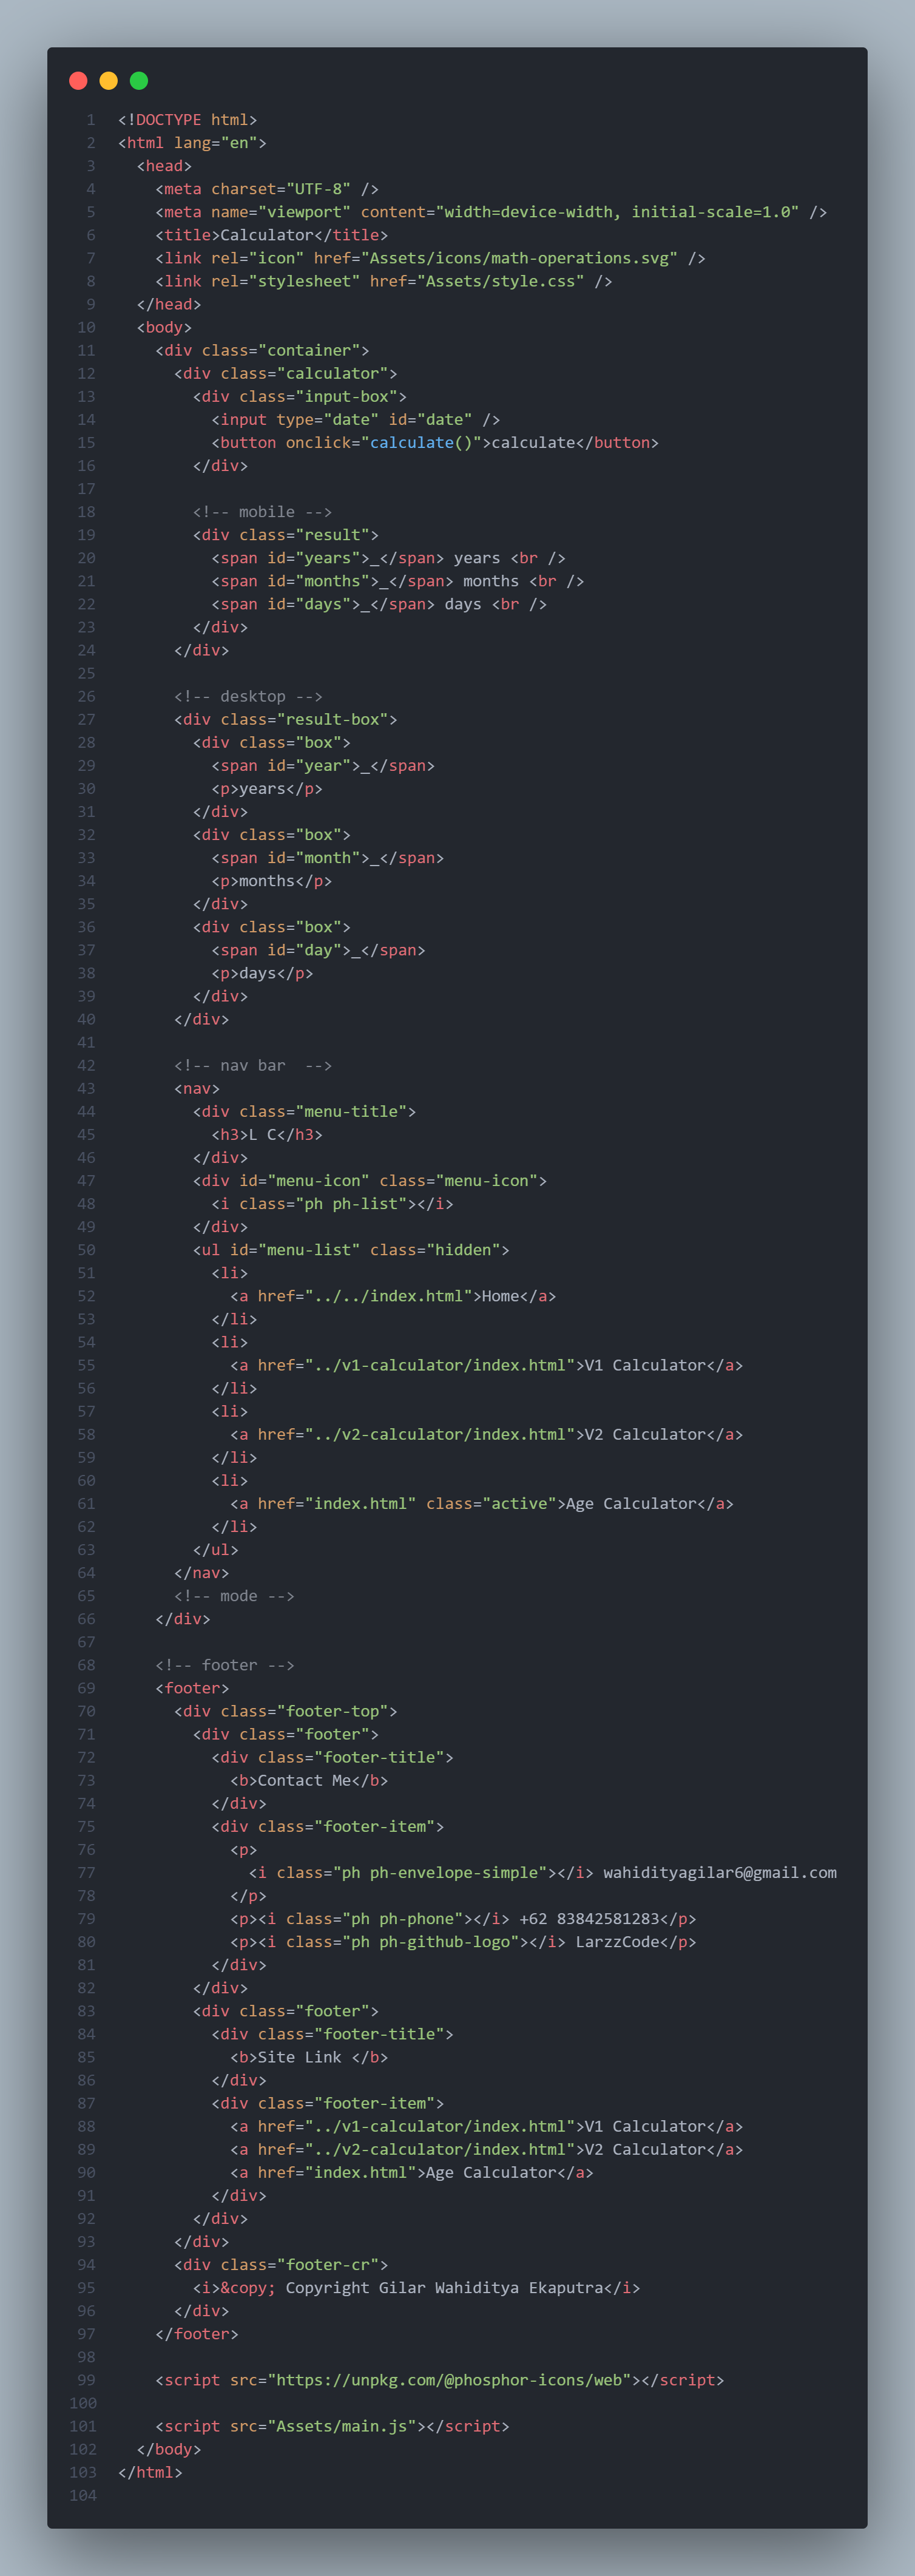 1 <!DOCTYPE html>
2 <html lang="en">
3   <head>
4     <meta charset="UTF-8" />
5     <meta name="viewport" content="width=device-width, initial-scale=1.0" />
6     <title>Calculator</title>
7     <link rel="icon" href="Assets/icons/math-operations.svg" />
8     <link rel="stylesheet" href="Assets/style.css" />
9   </head>
10   <body>
11     <div class="container">
12       <div class="calculator">
13         <div class="input-box">
14           <input type="date" id="date" />
15           <button onclick="calculate()">calculate</button>
16         </div>
17
18         <!-- mobile -->
19         <div class="result">
20           <span id="years">_</span> years <br />
21           <span id="months">_</span> months <br />
22           <span id="days">_</span> days <br />
23         </div>
24       </div>
25
26       <!-- desktop -->
27       <div class="result-box">
28         <div class="box">
29           <span id="year">_</span>
30           <p>years</p>
31         </div>
32         <div class="box">
33           <span id="month">_</span>
34           <p>months</p>
35         </div>
36         <div class="box">
37           <span id="day">_</span>
38           <p>days</p>
39         </div>
40       </div>
41
42       <!-- nav bar  -->
43       <nav>
44         <div class="menu-title">
45           <h3>L C</h3>
46         </div>
47         <div id="menu-icon" class="menu-icon">
48           <i class="ph ph-list"></i>
49         </div>
50         <ul id="menu-list" class="hidden">
51           <li>
52             <a href="../../index.html">Home</a>
53           </li>
54           <li>
55             <a href="../v1-calculator/index.html">V1 Calculator</a>
56           </li>
57           <li>
58             <a href="../v2-calculator/index.html">V2 Calculator</a>
59           </li>
60           <li>
61             <a href="index.html" class="active">Age Calculator</a>
62           </li>
63         </ul>
64       </nav>
65       <!-- mode -->
66     </div>
67
68     <!-- footer -->
69     <footer>
70       <div class="footer-top">
71         <div class="footer">
72           <div class="footer-title">
73             <b>Contact Me</b>
74           </div>
75           <div class="footer-item">
76             <p>
77               <i class="ph ph-envelope-simple"></i> wahidityagilar6@gmail.com
78             </p>
79             <p><i class="ph ph-phone"></i> +62 83842581283</p>
80             <p><i class="ph ph-github-logo"></i> LarzzCode</p>
81           </div>
82         </div>
83         <div class="footer">
84           <div class="footer-title">
85             <b>Site Link </b>
86           </div>
87           <div class="footer-item">
88             <a href="../v1-calculator/index.html">V1 Calculator</a>
89             <a href="../v2-calculator/index.html">V2 Calculator</a>
90             <a href="index.html">Age Calculator</a>
91           </div>
92         </div>
93       </div>
94       <div class="footer-cr">
95         <i>&copy; Copyright Gilar Wahiditya Ekaputra</i>
96       </div>
97     </footer>
98
99     <script src="https://unpkg.com/@phosphor-icons/web"></script>
100
101     <script src="Assets/main.js"></script>
102   </body>
103 </html>
104